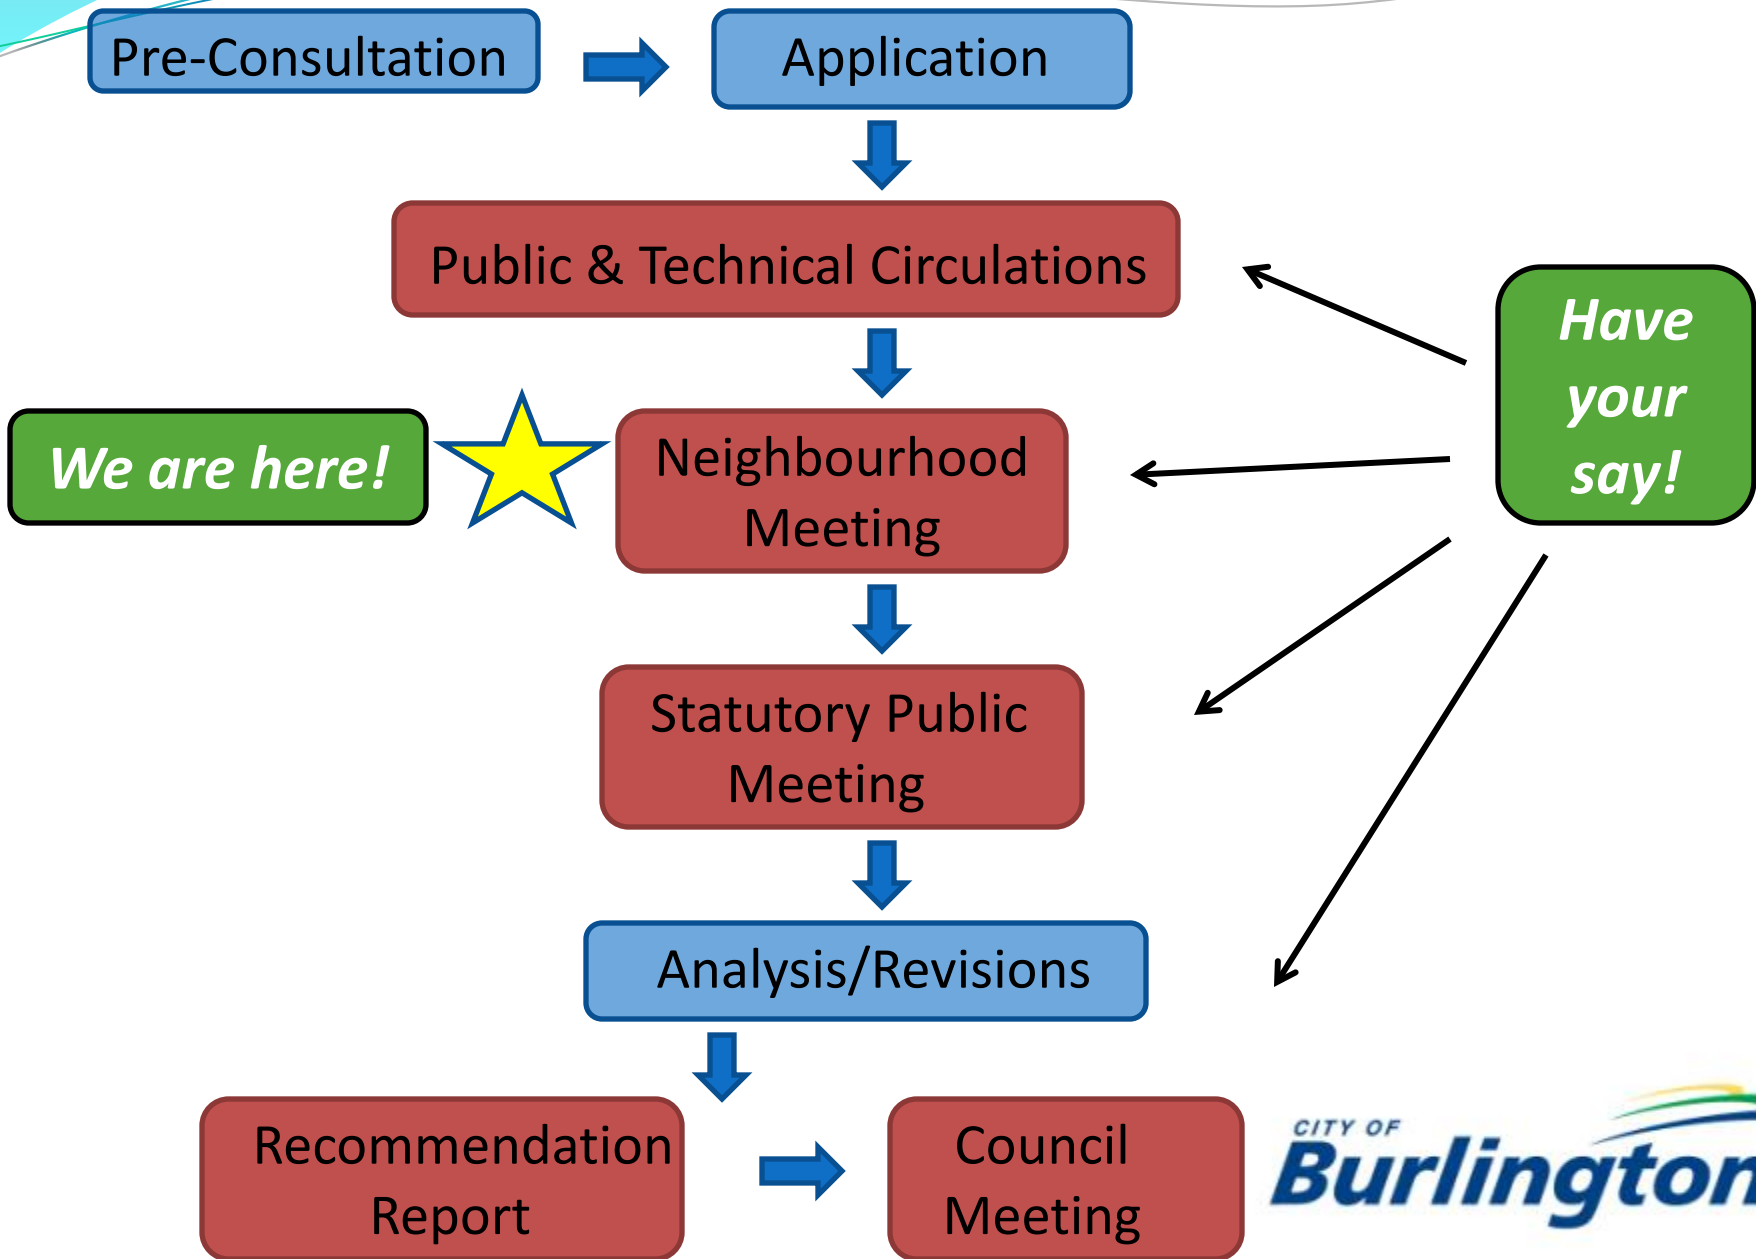 Pre-Consultation
Application
Public & Technical Circulations
Have
your
say!
We are here!
Neighbourhood
Meeting
Statutory Public
Meeting
Analysis/Revisions
Recommendation
Report
Council
Meeting
CITY OF
Burlington